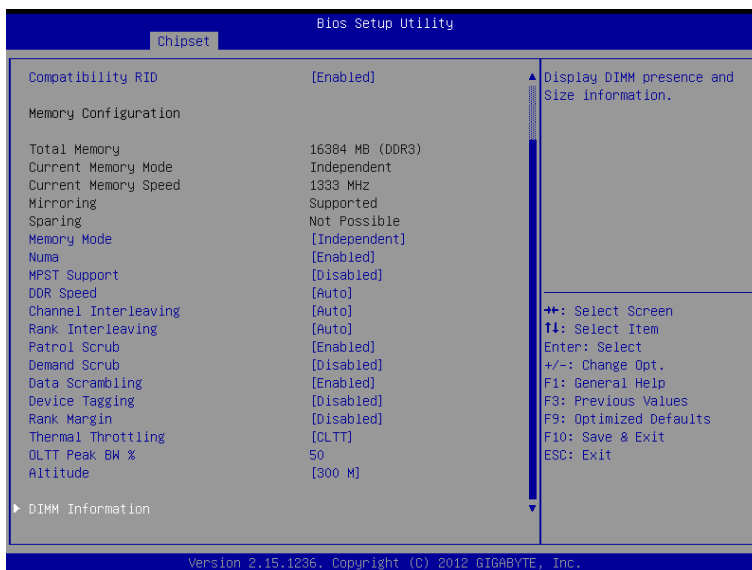 Bios Setup Utility
Chipset
Compatibility RID [Enabled]
Memory Configuration
Total Memory 16384 MB (DDR3)
Current Memory Mode Independent
Current Memory Speed 1333 MHz
Mirroring Supported
Sparing Not Possible
Memory Mode [Independent]
Numa [Enabled]
MPST Support [Disabled]
DDR Speed [Auto]
Channel Interleaving [Auto]
Rank Interleaving [Auto]
Patrol Scrub [Enabled]
Demand Scrub [Disabled]
Data Scrambling [Enabled]
Device Tagging [Disabled]
Rank Margin [Disabled]
Thermal Throttling [CLTT]
OLTT Peak BW % 50
Altitude [300 M]
DIMM Information
Display DIMM presence and
Size information.
→←: Select Screen
↑↓: Select Item
Enter: Select
+/-: Change Opt.
F1: General Help
F3: Previous Values
F9: Optimized Defaults
F10: Save & Exit
ESC: Exit
Version 2.15.1236. Copyright (C) 2012 GIGABYTE, Inc.